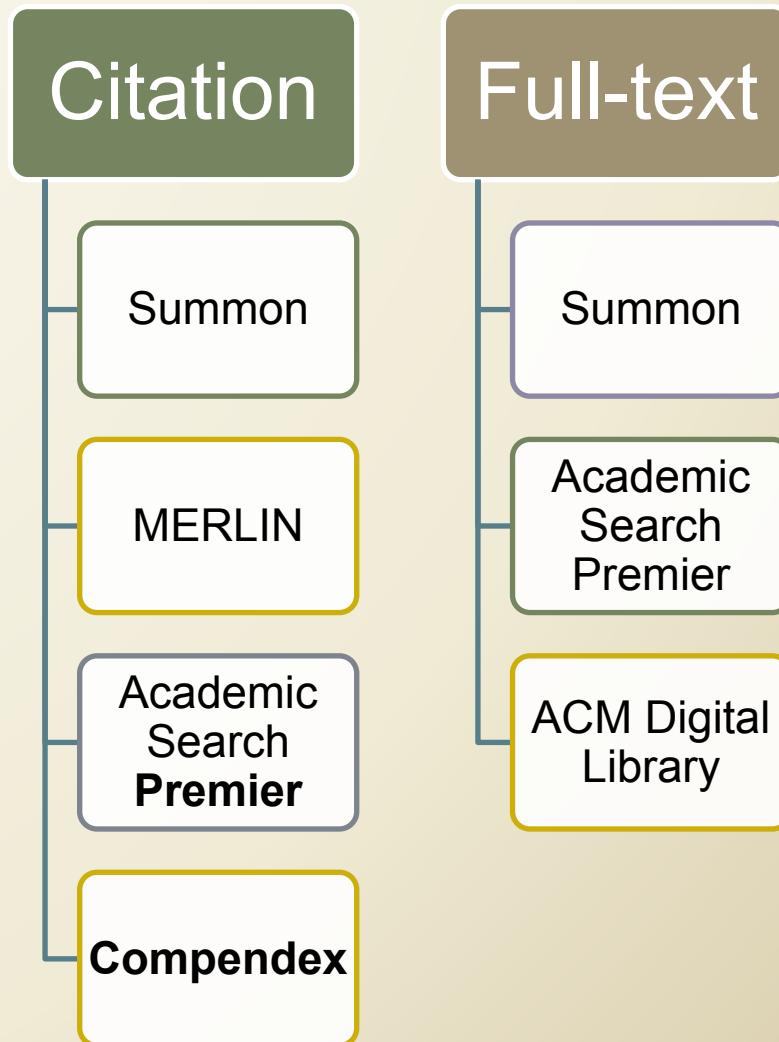 Citation
Summon
MERLIN
Academic
Search
Premier
Compendex
Full-text
Summon
Academic
Search
Premier
ACM Digital
Library